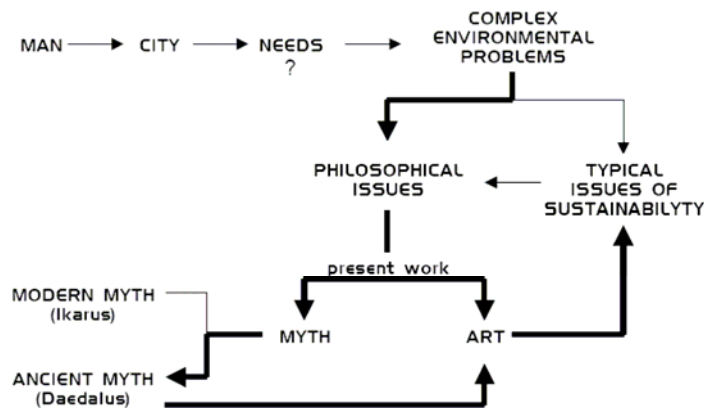 COMPLEX
ENVIRONMENTAL
PROBLEMS
MAN
CITY
NEEDS
?
PHILOSOPHICAL
ISSUES
TYPICAL
ISSUES OF
SUSTAINABILYTY
present work
MODERN MYTH
(Ikarus)
MYTH
ART
ANCIENT MYTH
(Daedalus)